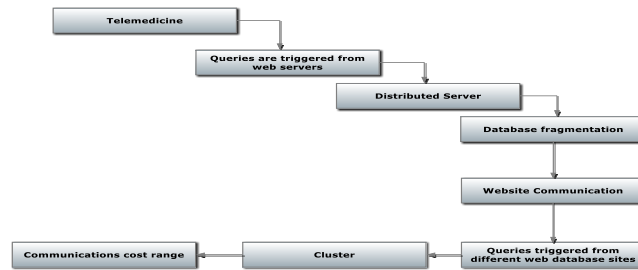 Telemedicine
Queries are triggered from
web servers
Distributed Server
Database fragmentation
Website Communication
Queries triggered from
different web database sites
Cluster
Communications cost range